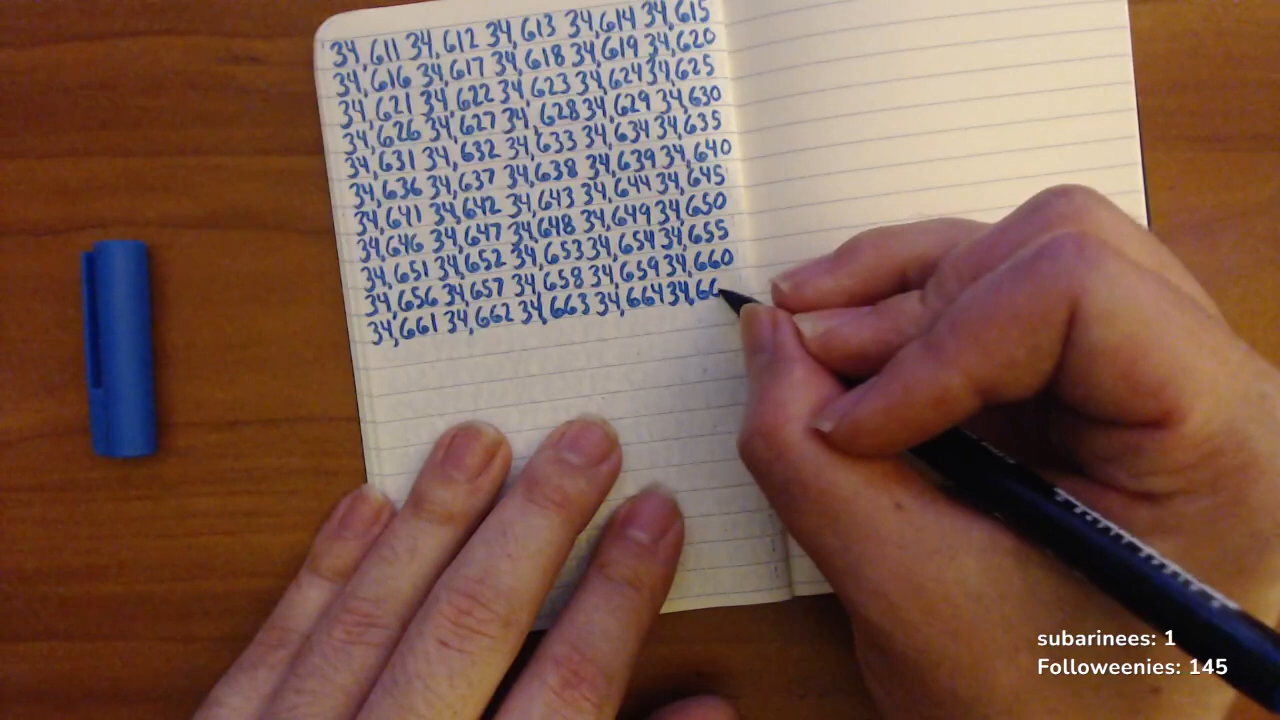 34,611 34,612 34,613 34,614 34,615
34,616 34,617 34,618 34,619 34,620
34,621 34,622 34,623 34,624 34,625
34,626 34,627 34,628 34,629 34,630
34,631 34,632 34,633 34,634 34,635
34,636 34,637 34,638 34,639 34,640
34,641 34,642 34,643 34,644 34,645
34,646 34,647 34,648 34,649 34,650
34,651 34,652 34,653 34,654 34,655
34,656 34,657 34,658 34,659 34,660
34,661 34,662 34,663 34,664 34,66
subarinees: 1
Followeenies: 145